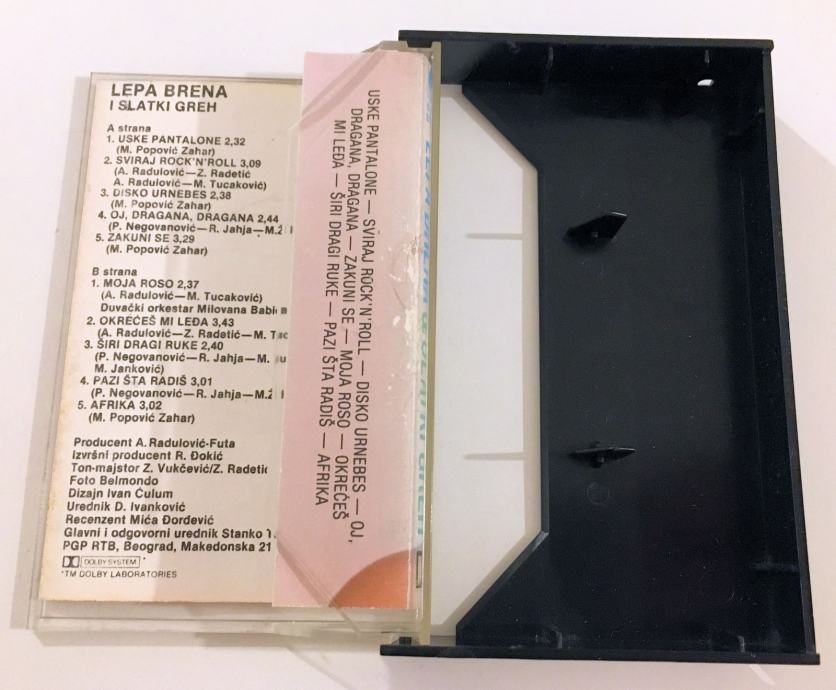 LEPA BRENA
I SLATKI GREH
A strana
1. USKE PANTALONE 2,32
(M. Popović Zahar)
2. SVIRAJ ROCK'N'ROLL 3,09
(A. Radulović—Z. Radetić
A. Radulović—M. Tucaković)
3. DISKO URNEBES 2,38
(M. Popović Zahar)
4. OJ, DRAGANA, DRAGANA 2,44
(P. Negovanović—R. Jahja—M.Ž
5. ZAKUNI SE 3,29
(M. Popović Zahar)
B strana
1. MOJA ROSO 2,37
(A. Radulović—M. Tucaković)
Duvački orkestar Milovana
2. OKREĆEŠ MI LEĐA 3,43
(A. Radulović—Z. Radetić—M.
3. ŠIRI DRAGI RUKE 2,40
(P. Negovanović—R. Jahja—M.
M. Janković)
4. PAZI ŠTA RADIŠ 3,01
(P. Negovanović—R. Jahja—M.Ž
5. AFRIKA 3,02
(M. Popović Zahar)
Producent A. Radulović-Futa
Izvršni producent R. Đokić
Ton-majstor Z. Vukčević/Z. Radetić
Foto Belmondo
Dizajn Ivan Ćulum
Urednik D. Ivanković
Recenzent Mića Đorđević
Glavni i odgovorni urednik Stanko
PGP RTB, Beograd, Makedonska 21
DOLBY SYSTEM
*TM DOLBY LABORATORIES
USKE PANTALONE — SVIRAJ ROCK'N'ROLL — DISKO URNEBES — OJ,
DRAGANA, DRAGANA — ZAKUNI SE — MOJA ROSO — OKREĆEŠ
MI LEĐA — ŠIRI DRAGI RUKE — PAZI ŠTA RADIŠ — AFRIKA
LEPA BRENA & SLATKI GREH